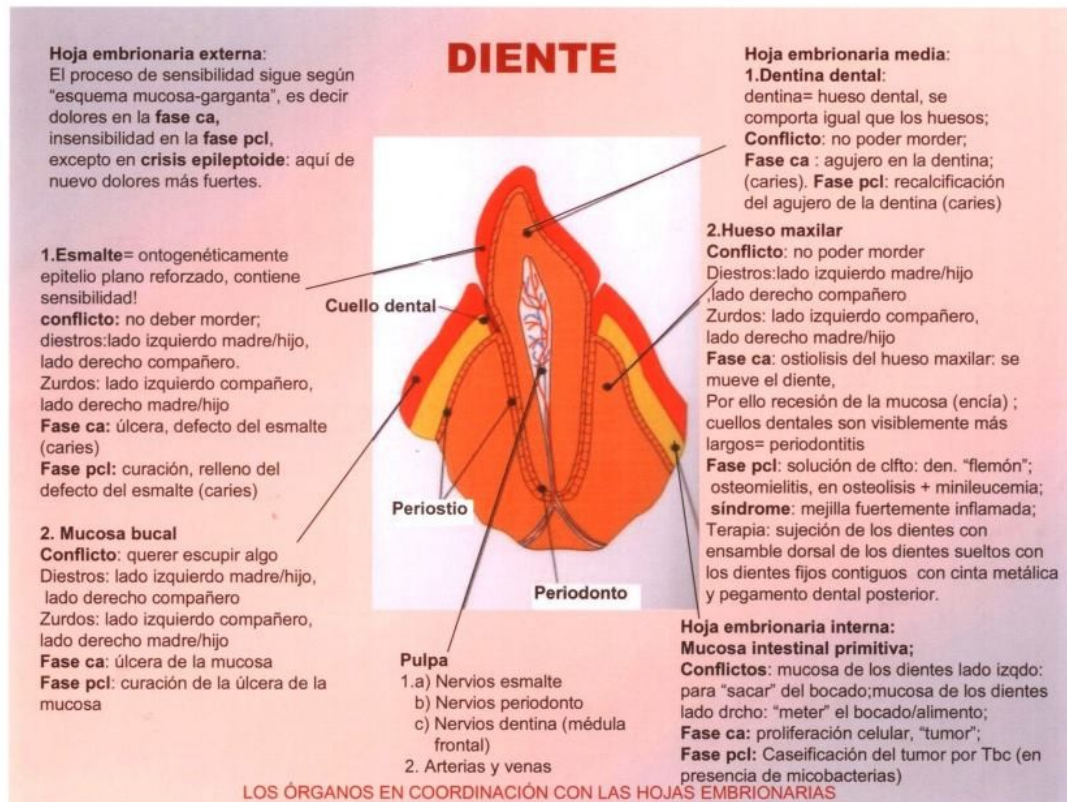 DIENTE
Hoja embrionaria externa:
El proceso de sensibilidad sigue según
“esquema mucosa-garganta”, es decir
dolores en la fase ca,
insensibilidad en la fase pcl,
excepto en crisis epileptoide: aquí de
nuevo dolores más fuertes.
1.Esmalte= ontogenéticamente
epitelio plano reforzado, contiene
sensibilidad!
conflicto: no deber morder;
diestros:lado izquierdo madre/hijo,
lado derecho compañero.
Zurdos: lado izquierdo compañero,
lado derecho madre/hijo
Fase ca: úlcera, defecto del esmalte
(caries)
Fase pcl: curación, relleno del
defecto del esmalte (caries)
2. Mucosa bucal
Conflicto: querer escupir algo
Diestros: lado izquierdo madre/hijo,
lado derecho compañero
Zurdos: lado izquierdo compañero,
lado derecho madre/hijo
Fase ca: úlcera de la mucosa
Fase pcl: curación de la úlcera de la
mucosa
Cuello dental
Periostio
Periodonto
Pulpa
1.a) Nervios esmalte
b) Nervios periodonto
c) Nervios dentina (médula
frontal)
2. Arterias y venas
Hoja embrionaria media:
1.Dentina dental:
dentina= hueso dental, se
comporta igual que los huesos;
Conflicto: no poder morder;
Fase ca : agujero en la dentina;
(caries). Fase pcl: recalcificación
del agujero de la dentina (caries)
2.Hueso maxilar
Conflicto: no poder morder
Diestros:lado izquierdo madre/hijo
,lado derecho compañero
Zurdos: lado izquierdo compañero,
lado derecho madre/hijo
Fase ca: ostiolisis del hueso maxilar: se
mueve el diente,
Por ello recesión de la mucosa (encía) ;
cuellos dentales son visiblemente más
largos= periodontitis
Fase pcl: solución de clfto: den. “flemón”;
osteomielitis, en osteolisis + minileucemia;
síndrome: mejilla fuertemente inflamada;
Terapia: sujeción de los dientes con
ensamble dorsal de los dientes sueltos con
los dientes fijos contiguos con cinta metálica
y pegamento dental posterior.
Hoja embrionaria interna:
Mucosa intestinal primitiva;
Conflictos: mucosa de los dientes lado izqdo:
para “sacar” del bocado;mucosa de los dientes
lado drcho: “meter” el bocado/alimento;
Fase ca: proliferación celular, “tumor”;
Fase pcl: Caseificación del tumor por Tbc (en
presencia de micobacterias)
LOS ÓRGANOS EN COORDINACIÓN CON LAS HOJAS EMBRIONARIAS